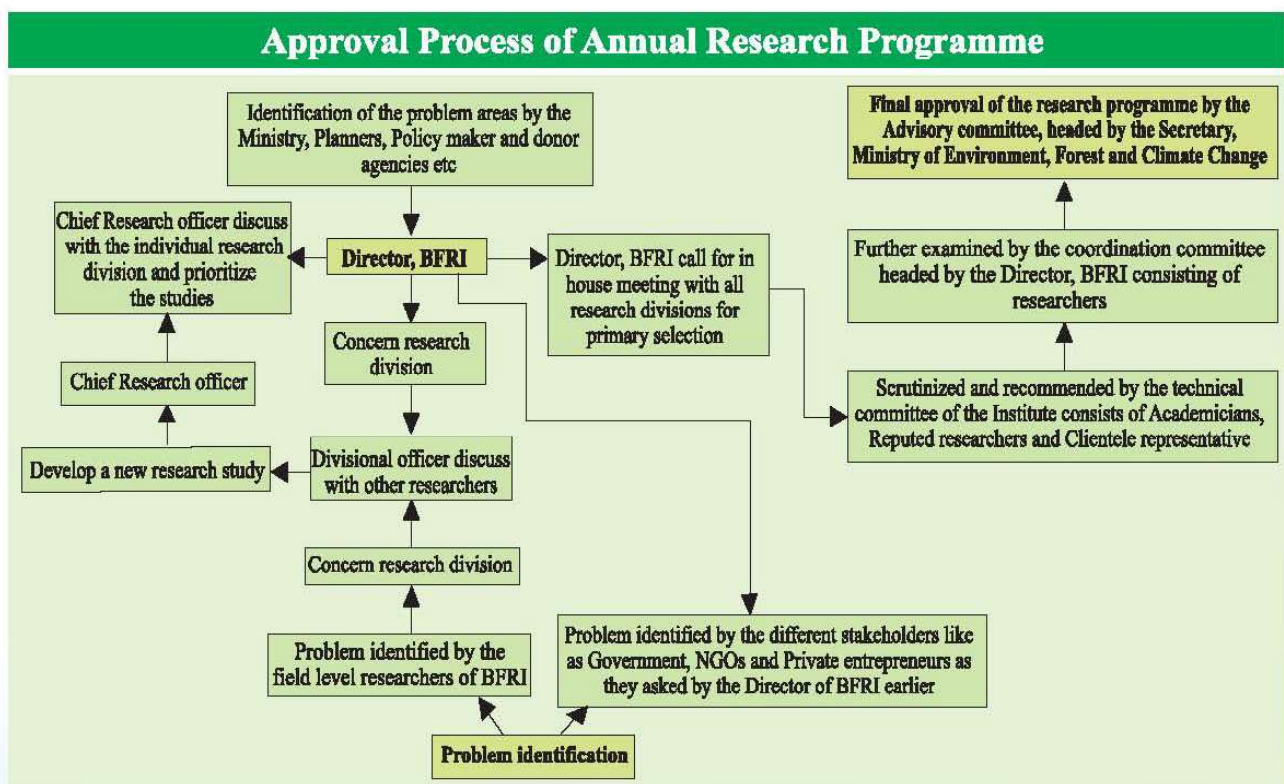 Approval Process of Annual Research Programme
Identification of the problem areas by the
Ministry, Planners, Policy maker and donor
agencies etc
Final approval of the research programme by the
Advisory committee, headed by the Secretary,
Ministry of Environment, Forest and Climate Change
Chief Research officer discuss
with the individual research
division and prioritize
the studies
Director, BFRI
Director, BFRI call for in
house meeting with all
research divisions for
primary selection
Further examined by the coordination committee
headed by the Director, BFRI consisting of
researchers
Concern research
division
Chief Research officer
Scrutinized and recommended by the technical
committee of the Institute consists of Academicians,
Reputed researchers and Clientele representative
Develop a new research study
Divisional officer discuss
with other researchers
Concern research division
Problem identified by the
field level researchers of BFRI
Problem identified by the different stakeholders like
as Government, NGOs and Private entrepreneurs as
they asked by the Director of BFRI earlier
Problem identification